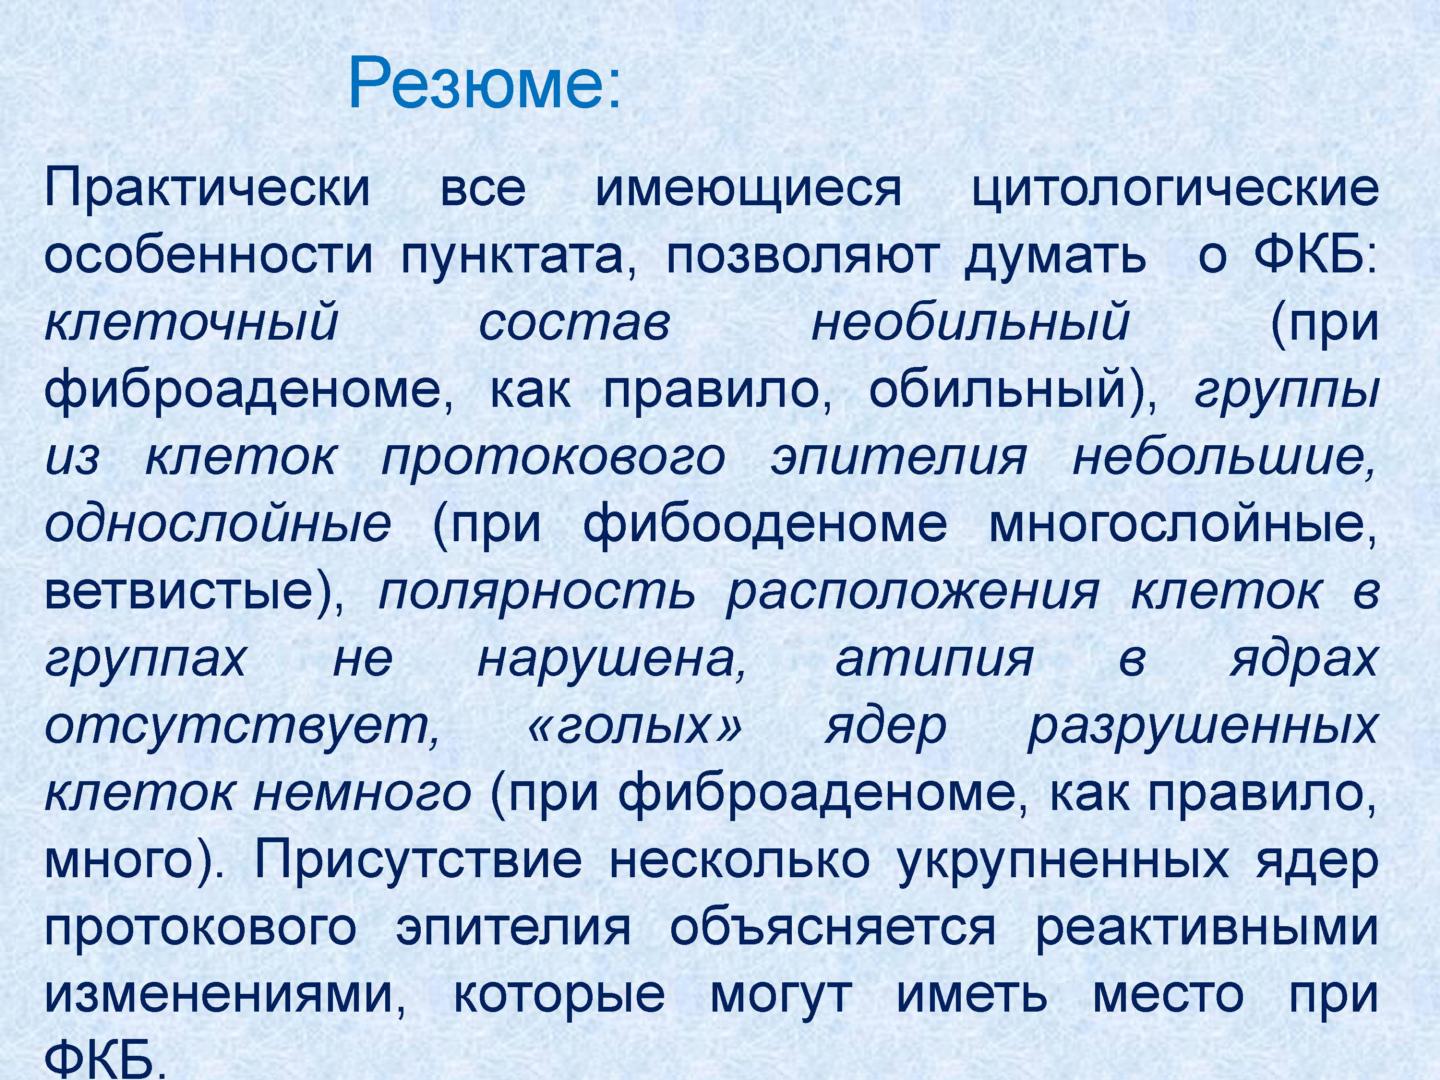 Резюме:
Практически все имеющиеся цитологические
особенности пунктата, позволяют думать о ФКБ:
клеточный состав необильный (при
фиброаденоме, как правило, обильный), группы
из клеток протокового эпителия небольшие,
однослойные (при фибооденоме многослойные,
ветвистые), полярность расположения клеток в
группах не нарушена, атипия в ядрах
отсутствует, «голых» ядер разрушенных
клеток немного (при фиброаденоме, как правило,
много). Присутствие несколько укрупненных ядер
протокового эпителия объясняется реактивными
изменениями, которые могут иметь место при
ФКБ.